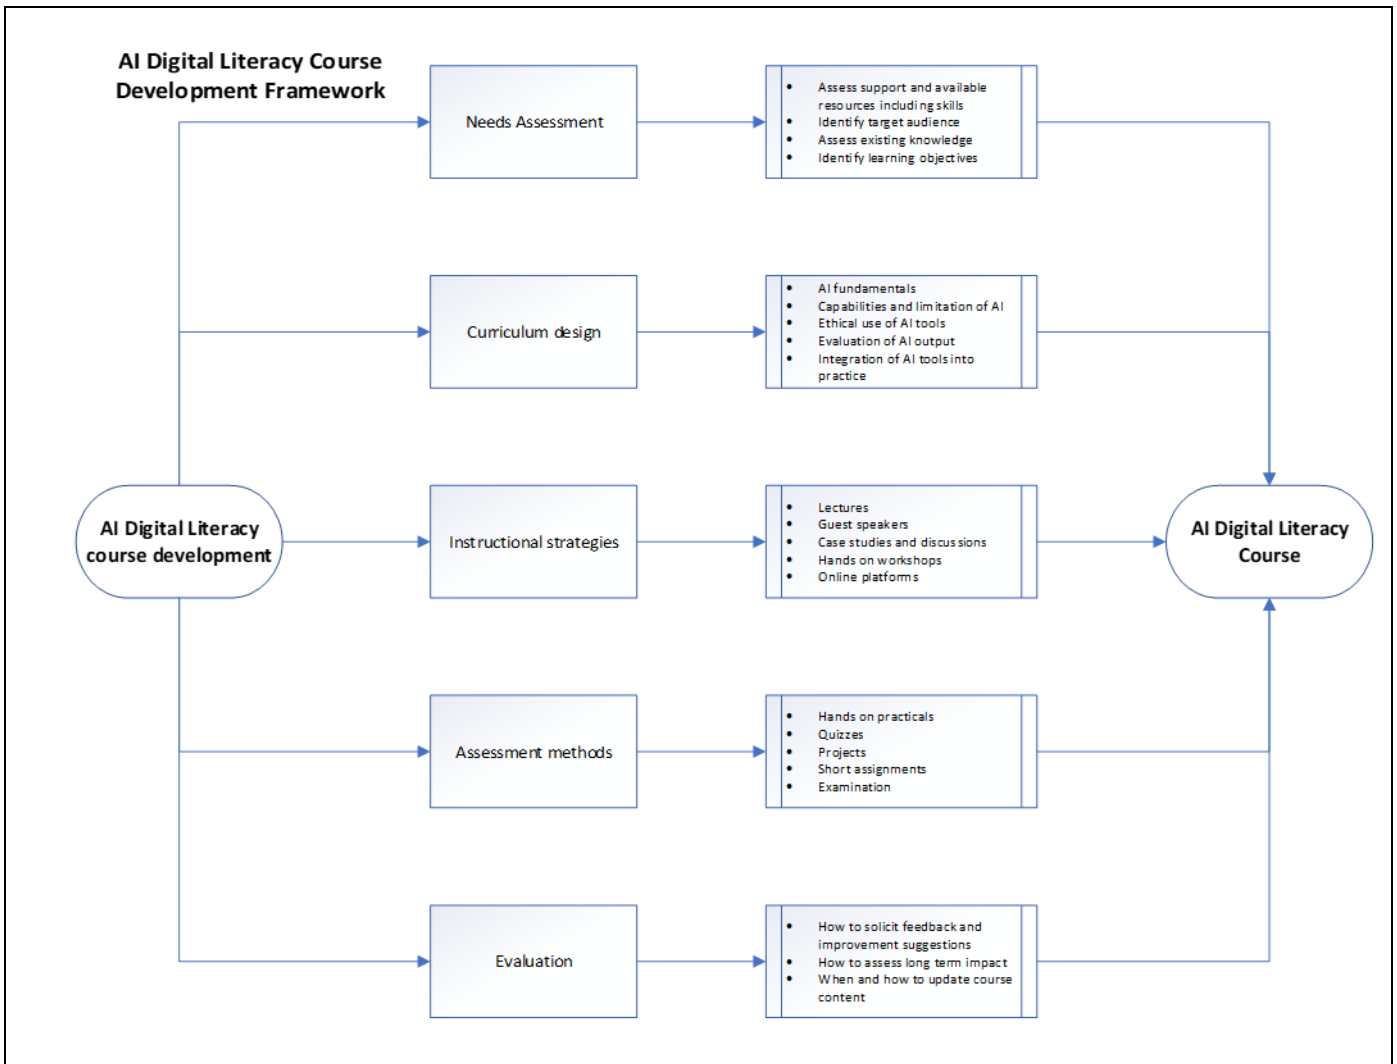 AI Digital Literacy Course
Development Framework
Needs Assessment
• Assess support and available
resources including skills
• Identify target audience
• Assess existing knowledge
• Identify learning objectives
Curriculum design
• AI fundamentals
• Capabilities and limitation of AI
• Ethical use of AI tools
• Evaluation of AI output
• Integration of AI tools into
practice
AI Digital Literacy
course development
Instructional strategies
• Lectures
• Guest speakers
• Case studies and discussions
• Hands on workshops
• Online platforms
AI Digital Literacy
Course
Assessment methods
• Hands on practicals
• Quizzes
• Projects
• Short assignments
• Examination
Evaluation
• How to solicit feedback and
improvement suggestions
• How to assess long term impact
• When and how to update course
content